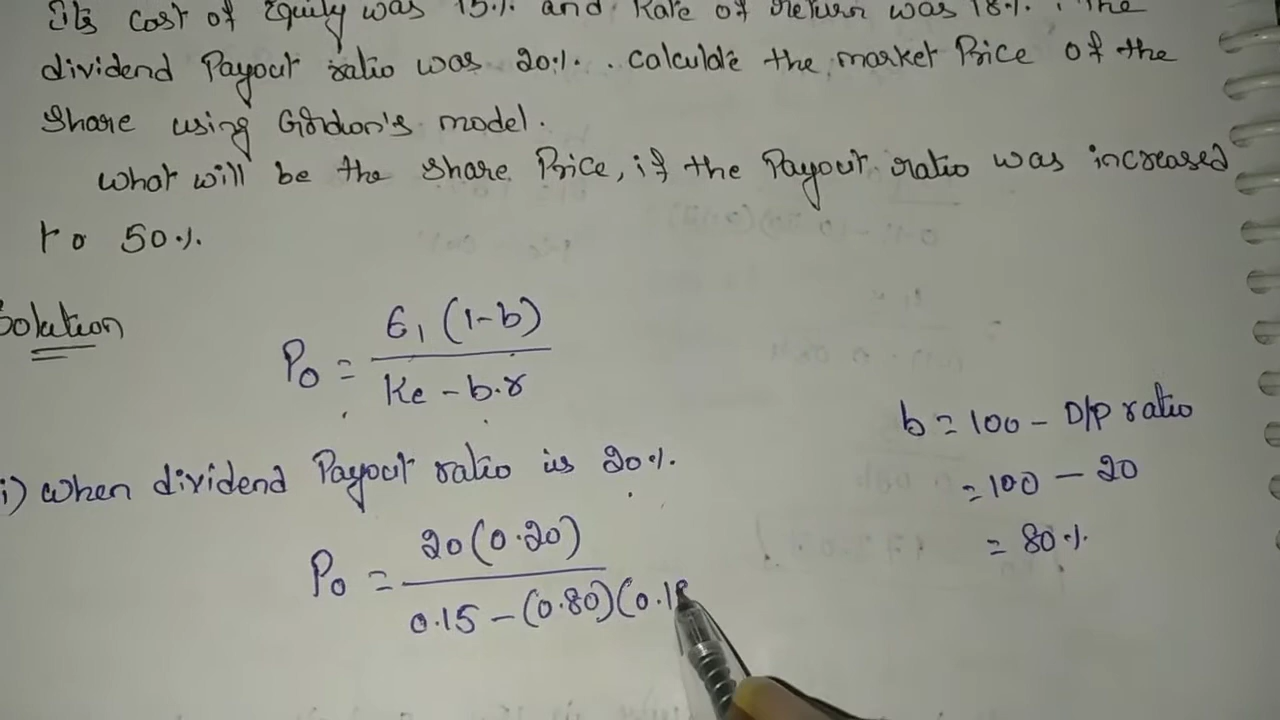 Its cost of Equity was 15% and Rate of return was 18%. The
dividend Payout ratio was 20%. calculate the market Price of the
Share using Gordon's model.
What will be the Share Price, if the Payout ratio was increased
to 50%.
Solution
P₀ = E₁ (1-b) / Ke - b.r
b = 100 - D/P ratio
= 100 - 20
= 80%
i) When dividend Payout ratio is 20%.
P₀ = 20(0.20) / 0.15 - (0.80)(0.18